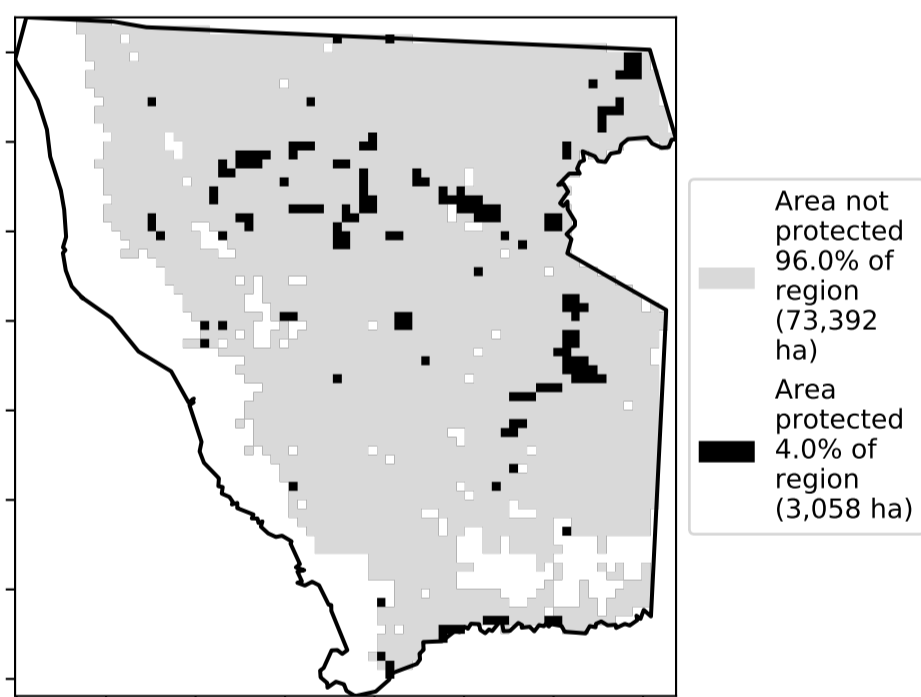 Area not
protected
96.0% of
region
(73,392
ha)
Area
protected
4.0% of
region
(3,058 ha)